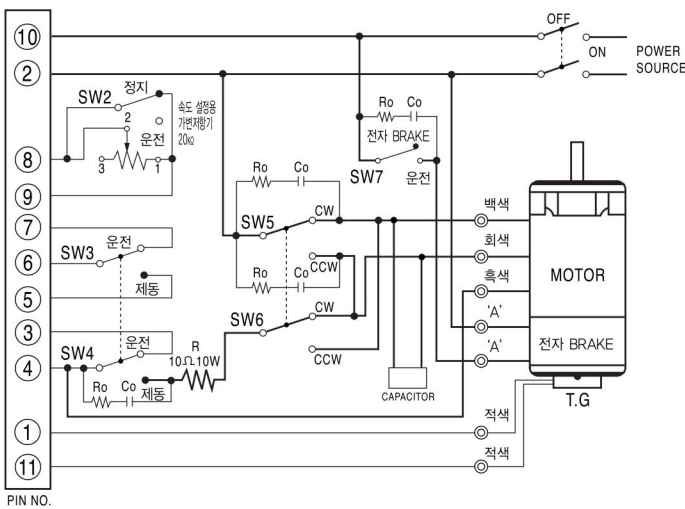 OFF
ON
POWER
SOURCE
10
2
SW2
정지
속도 설정용
가변저항기
20KΩ
2
운전
3
1
8
9
Ro
Co
전자 BRAKE
SW7
운전
7
운전
SW3
6
5
제동
Ro
Co
SW5
CW
CCW
Ro
Co
CW
SW6
CCW
3
운전
SW4
4
R
10Ω10W
Ro
Co
제동
CAPACITOR
백색
회색
흑색
'A'
'A'
MOTOR
전자 BRAKE
T.G
1
적색
11
적색
PIN NO.